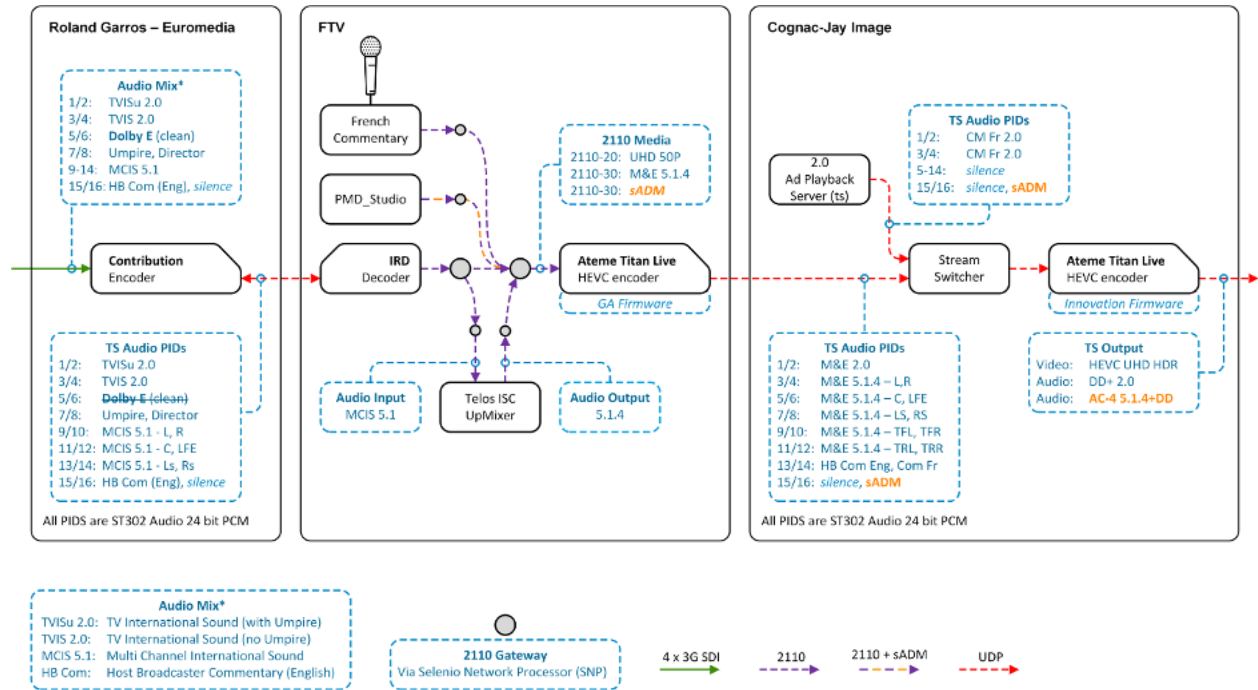 Roland Garros – Euromedia
Audio Mix*
1/2: TVISu 2.0
3/4: TVIS 2.0
5/6: Dolby E (clean)
7/8: Umpire, Director
9-14: MCIS 5.1
15/16: HB Com (Eng), silence
Contribution
Encoder
TS Audio PIDs
1/2: TVISu 2.0
3/4: TVIS 2.0
5/6: Dolby E (clean)
7/8: Umpire, Director
9/10: MCIS 5.1 - L, R
11/12: MCIS 5.1 - C, LFE
13/14: MCIS 5.1 - Ls, Rs
15/16: HB Com (Eng), silence
All PIDS are ST302 Audio 24 bit PCM
FTV
French
Commentary
PMD_Studio
IRD
Decoder
2110 Media
2110-20: UHD 50P
2110-30: M&E 5.1.4
2110-30: sADM
Ateme Titan Live
HEVC encoder
GA Firmware
Audio Input
MCIS 5.1
Telos ISC
UpMixer
Audio Output
5.1.4
Cognac-Jay Image
2.0
Ad Playback
Server (ts)
TS Audio PIDs
1/2: CM Fr 2.0
3/4: CM Fr 2.0
5-14: silence
15/16: silence, sADM
Stream
Switcher
Ateme Titan Live
HEVC encoder
Innovation Firmware
TS Audio PIDs
1/2: M&E 2.0
3/4: M&E 5.1.4 – L,R
5/6: M&E 5.1.4 – C, LFE
7/8: M&E 5.1.4 – LS, RS
9/10: M&E 5.1.4 – TFL, TFR
11/12: M&E 5.1.4 – TRL, TRR
13/14: HB Com Eng, Com Fr
15/16: silence, sADM
TS Output
Video: HEVC UHD HDR
Audio: DD+ 2.0
Audio: AC-4 5.1.4+DD
All PIDS are ST302 Audio 24 bit PCM
Audio Mix*
TVISu 2.0: TV International Sound (with Umpire)
TVIS 2.0: TV International Sound (no Umpire)
MCIS 5.1: Multi Channel International Sound
HB Com: Host Broadcaster Commentary (English)
2110 Gateway
Via Selenio Network Processor (SNP)
4 x 3G SDI
2110
2110 + sADM
UDP